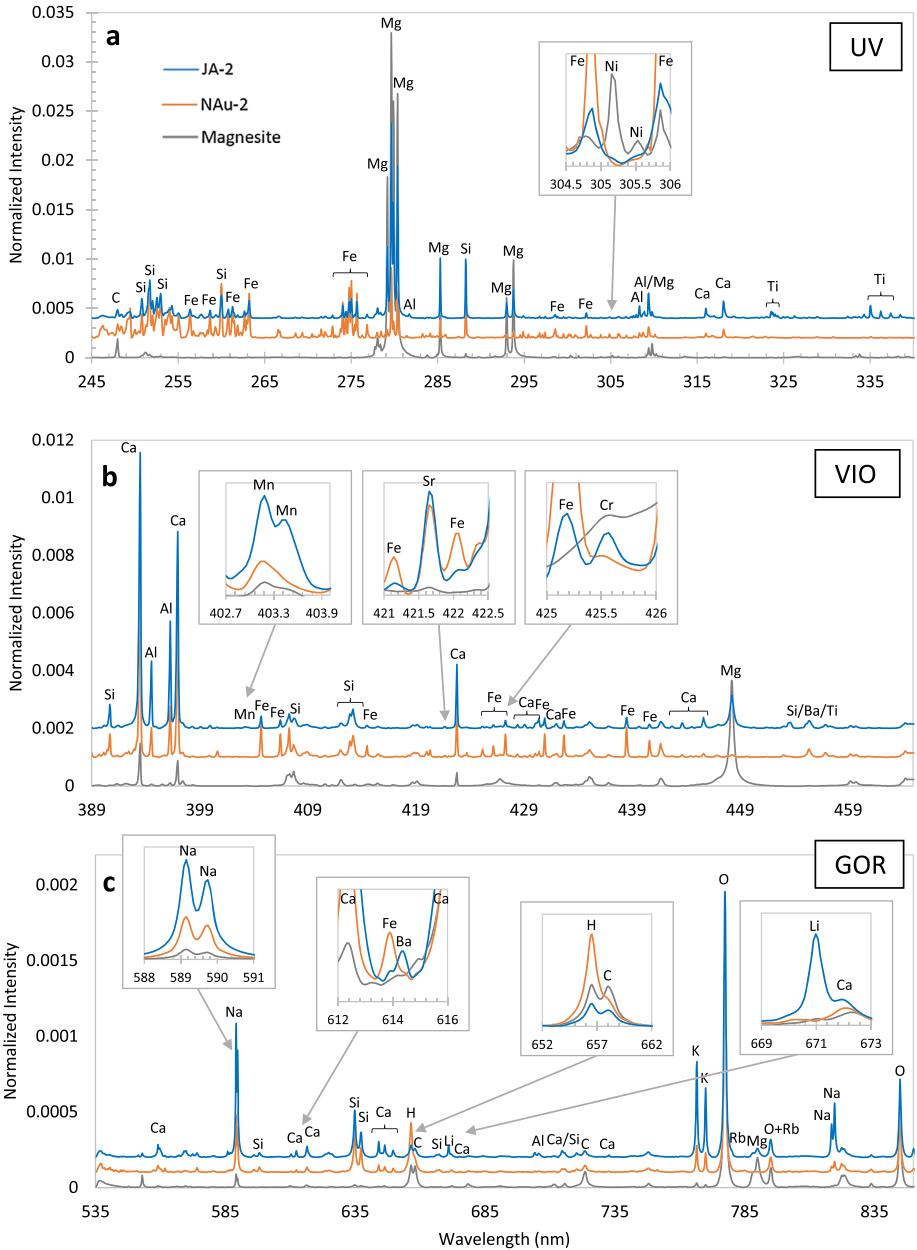 0.035
a
UV
JA-2
NAu-2
Magnesite
Mg
Mg
Mg
0.03
0.025
0.02
0.015
0.01
0.005
0
Normalized Intensity
Fe
Ni
Ni
Fe
304.5 305 305.5 306
C
Si
Si
Si
Fe
Fe
Si
Fe
Fe
Al
Mg
Si
Mg
Mg
Fe
Fe
Al
Al/Mg
Ca
Ca
Ti
Ti
245 255 265 275 285 295 305 315 325 335
0.012
b
VIO
Ca
0.01
0.008
0.006
0.004
0.002
0
Normalized Intensity
Mn
Mn
402.7 403.3 403.9
Sr
Fe
Fe
421 421.5 422 422.5
Fe
Cr
425 425.5 426
Si
Al
Al
Ca
Mn
Fe
Fe
Si
Si
Fe
Ca
Fe
Ca
Fe
Ca
Fe
Fe
Fe
Ca
Mg
Si/Ba/Ti
389 399 409 419 429 439 449 459
c
GOR
0.002
0.0015
0.001
0.0005
0
Normalized Intensity
Na
Na
588 589 590 591
Ca
Fe
Ba
Ca
612 614 616
H
C
652 657 662
Li
Ca
669 671 673
Ca
Na
Si
Ca
Ca
Si
Si
Ca
H
C
Si
Li
Ca
Al
Ca/Si
C
Ca
K
K
O
Rb
Mg
O+Rb
Na
Na
O
535 585 635 685 735 785 835
Wavelength (nm)